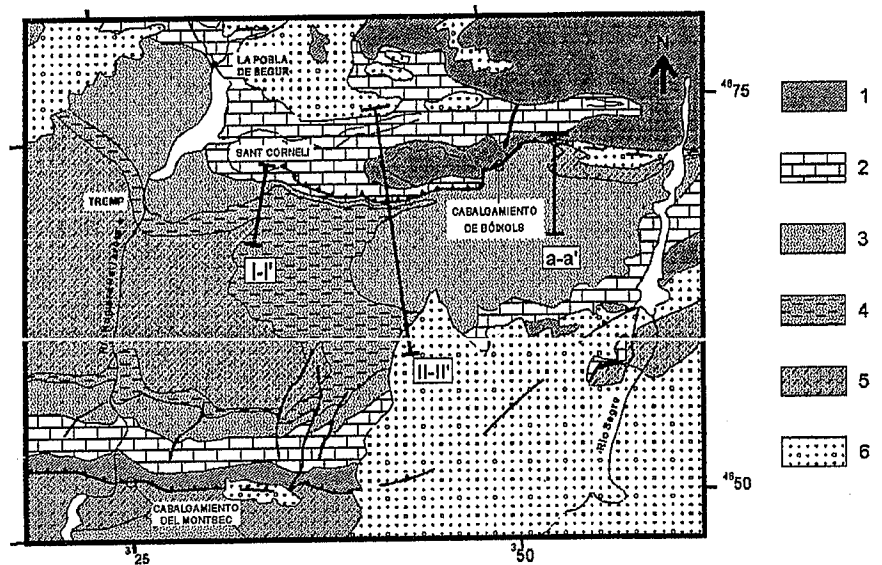 LA POBLA
DE SEGUR
N
⁴⁶75
1
2
SANT CORNELI
TREMP
CABALGAMIENTO
DE BÓIXOLS
3
I-I'
a-a'
4
II-II'
5
Río Segre
6
⁴⁶50
CABALGAMIENTO
DEL MONTSEC
³25
³50